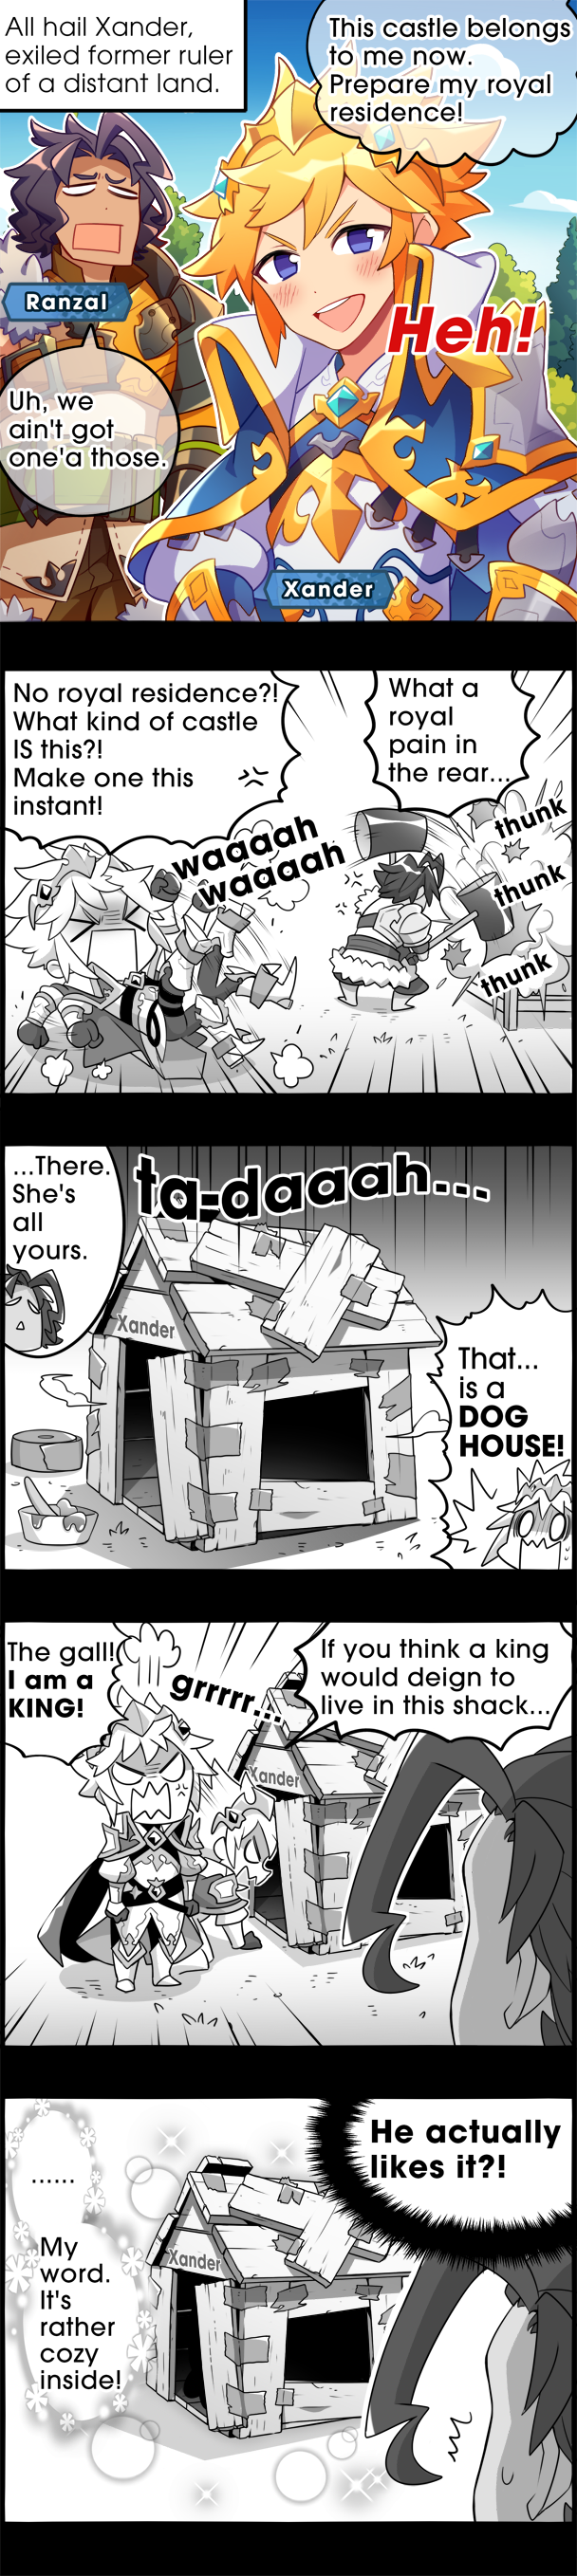 All hail Xander,
exiled former ruler
of a distant land.
This castle belongs
to me now.
Prepare my royal
residence!
Ranzal
Heh!
Uh, we
ain't got
one'a those.
Xander
No royal residence?!
What kind of castle
IS this?!
Make one this
instant!
What a
royal
pain in
the rear...
waaaah
waaaah
thunk
thunk
thunk
...There.
She's
all
yours.
ta-daaah...
Xander
That...
is a
DOG
HOUSE!
The gall!
I am a
KING!
grrrrr...
If you think a king
would deign to
live in this shack...
Xander
He actually
likes it?!
......
My
word.
It's
rather
cozy
inside!
Xander